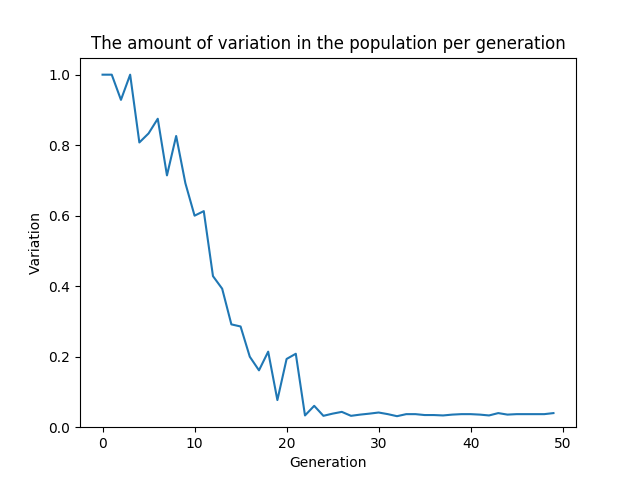 The amount of variation in the population per generation
1.0
0.8
0.6
0.4
0.2
0.0
Variation
0 10 20 30 40 50
Generation